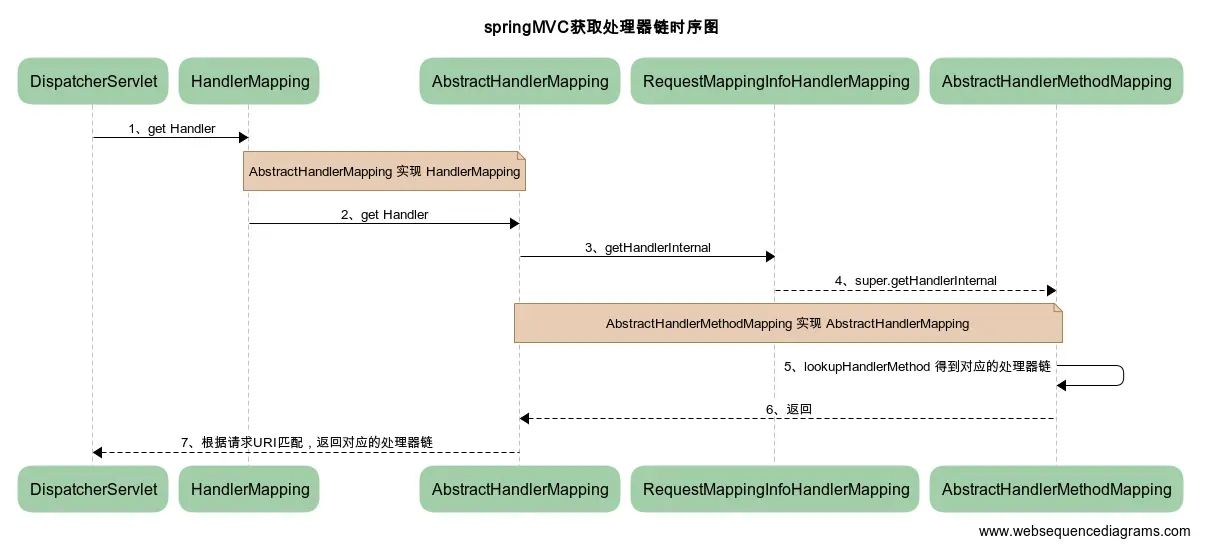 springMVC获取处理器链时序图
DispatcherServlet
HandlerMapping
AbstractHandlerMapping
RequestMappingInfoHandlerMapping
AbstractHandlerMethodMapping
1、get Handler
AbstractHandlerMapping 实现 HandlerMapping
2、get Handler
3、getHandlerInternal
4、super.getHandlerInternal
AbstractHandlerMethodMapping 实现 AbstractHandlerMapping
5、lookupHandlerMethod 得到对应的处理器链
6、返回
7、根据请求URI匹配，返回对应的处理器链
DispatcherServlet
HandlerMapping
AbstractHandlerMapping
RequestMappingInfoHandlerMapping
AbstractHandlerMethodMapping
www.websequencediagrams.com